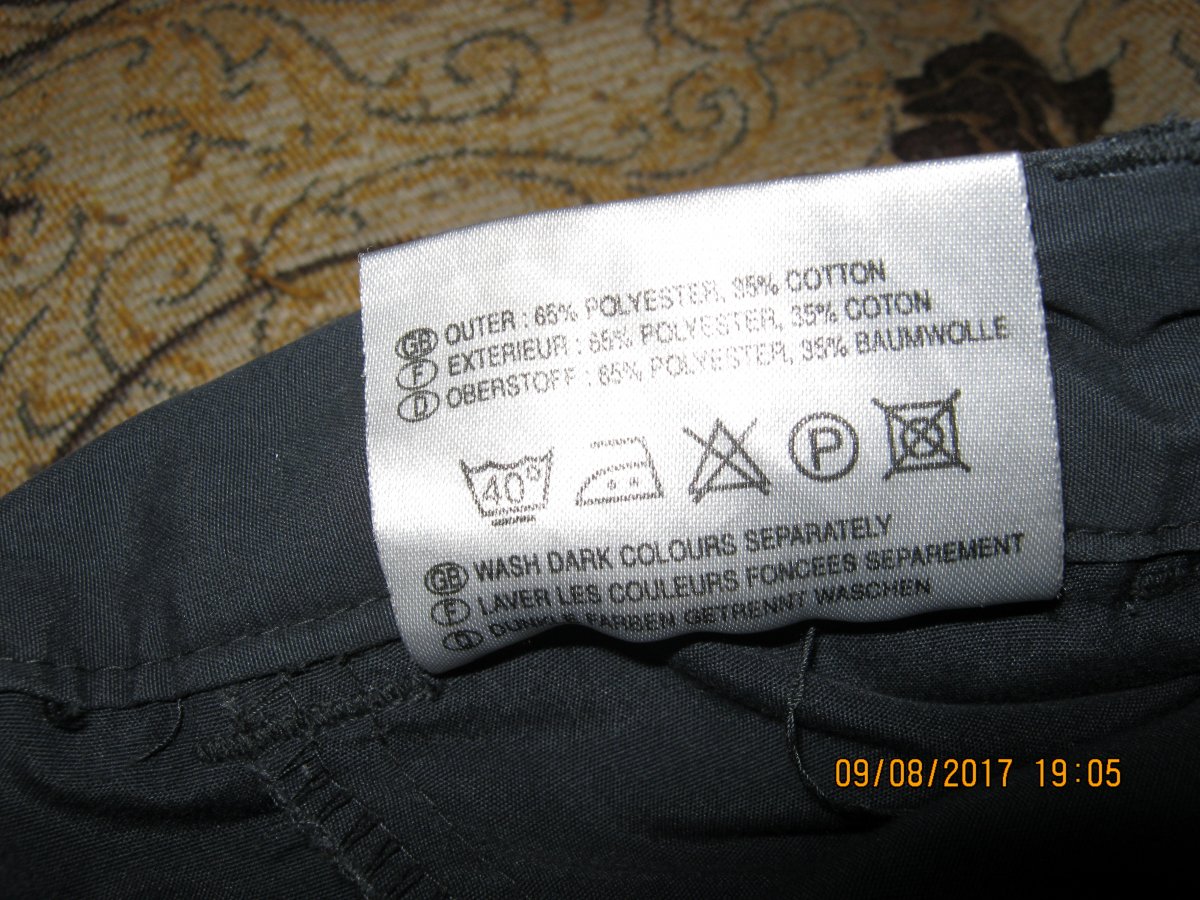 GB OUTER : 65% POLYESTER, 35% COTTON
F EXTERIEUR : 65% POLYESTER, 35% COTON
D OBERSTOFF : 65% POLYESTER, 35% BAUMWOLLE
40° P
GB WASH DARK COLOURS SEPARATELY
F LAVER LES COULEURS FONCEES SEPAREMENT
D DUNKLE FARBEN GETRENNT WASCHEN
09/08/2017 19:05